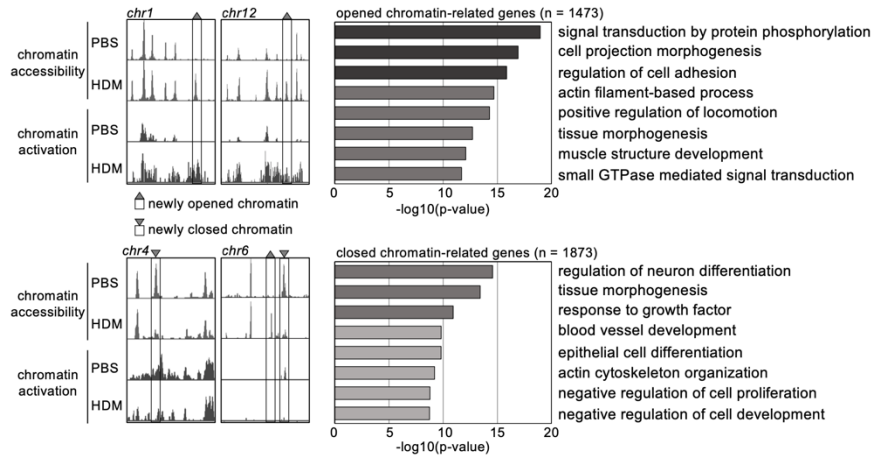 chr1 chr12 opened chromatin-related genes (n = 1473)
chromatin accessibility PBS HDM
chromatin activation PBS HDM
signal transduction by protein phosphorylation
cell projection morphogenesis
regulation of cell adhesion
actin filament-based process
positive regulation of locomotion
tissue morphogenesis
muscle structure development
small GTPase mediated signal transduction
0 5 10 15 20
-log10(p-value)
newly opened chromatin
newly closed chromatin
chr4 chr6 closed chromatin-related genes (n = 1873)
chromatin accessibility PBS HDM
chromatin activation PBS HDM
regulation of neuron differentiation
tissue morphogenesis
response to growth factor
blood vessel development
epithelial cell differentiation
actin cytoskeleton organization
negative regulation of cell proliferation
negative regulation of cell development
0 5 10 15 20
-log10(p-value)